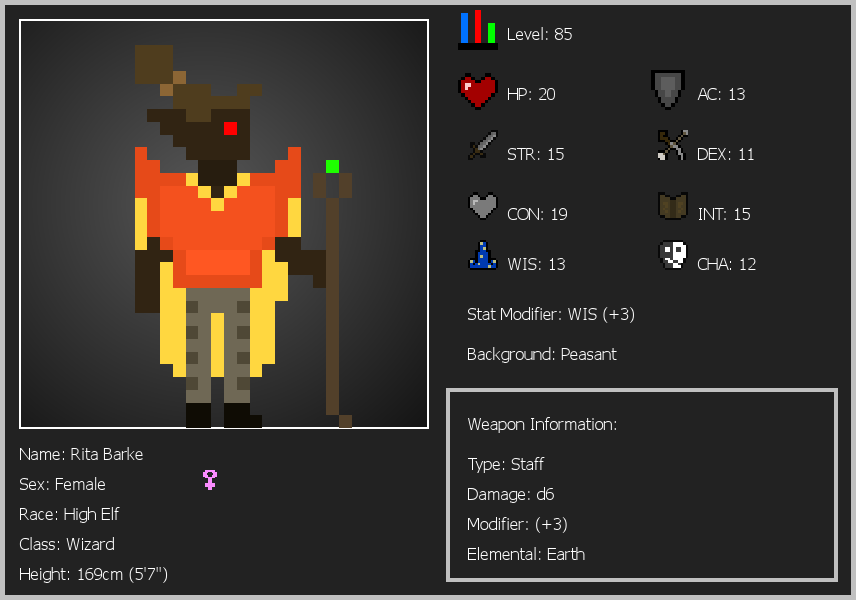 Level: 85
HP: 20
AC: 13
STR: 15
DEX: 11
CON: 19
INT: 15
WIS: 13
CHA: 12
Stat Modifier: WIS (+3)
Background: Peasant
Weapon Information:
Type: Staff
Damage: d6
Modifier: (+3)
Elemental: Earth
Name: Rita Barke
Sex: Female
Race: High Elf
Class: Wizard
Height: 169cm (5'7")